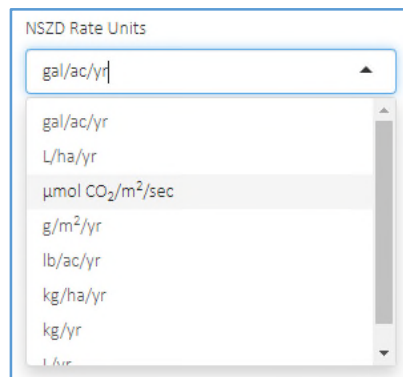 NSZD Rate Units
gal/ac/yr
gal/ac/yr
L/ha/yr
μmol CO₂/m²/sec
g/m²/yr
lb/ac/yr
kg/ha/yr
kg/yr
L/yr